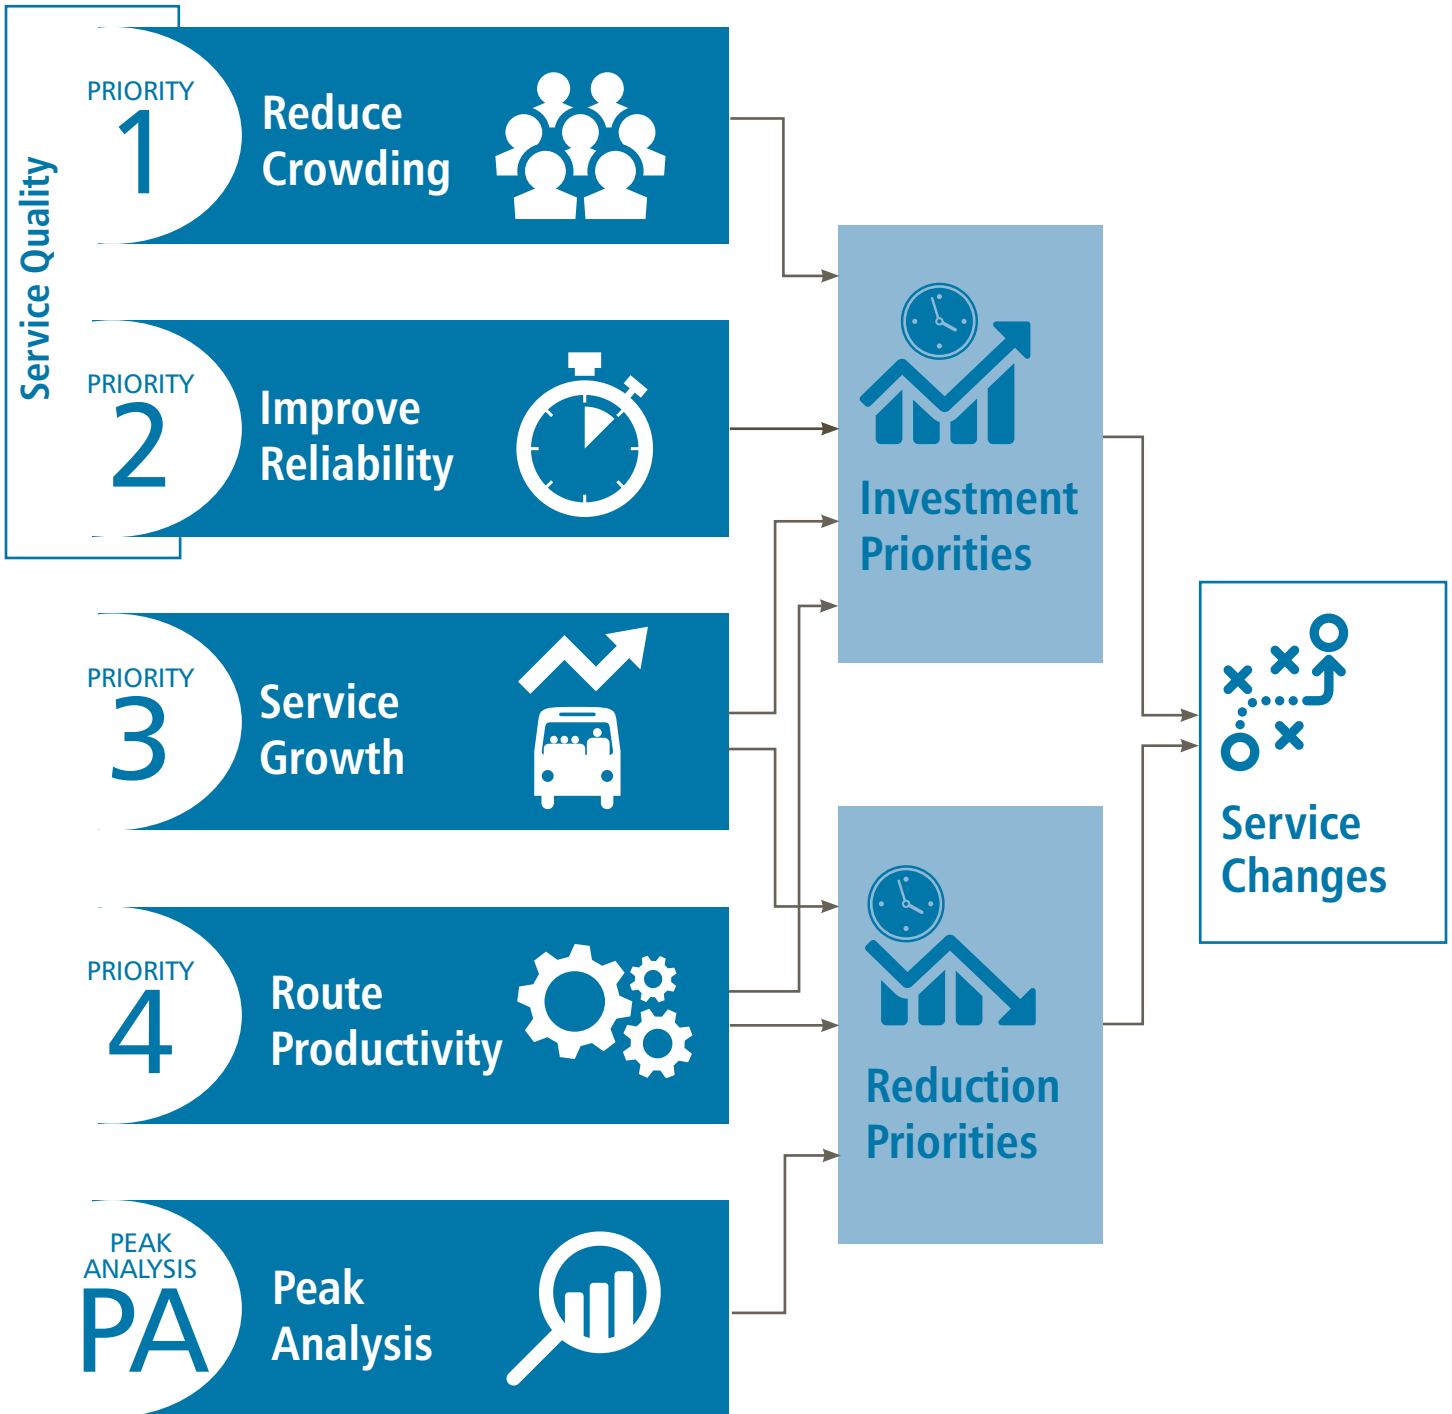 Service Quality
PRIORITY
1
Reduce
Crowding
PRIORITY
2
Improve
Reliability
PRIORITY
3
Service
Growth
PRIORITY
4
Route
Productivity
PEAK
ANALYSIS
PA
Peak
Analysis
Investment
Priorities
Reduction
Priorities
Service
Changes